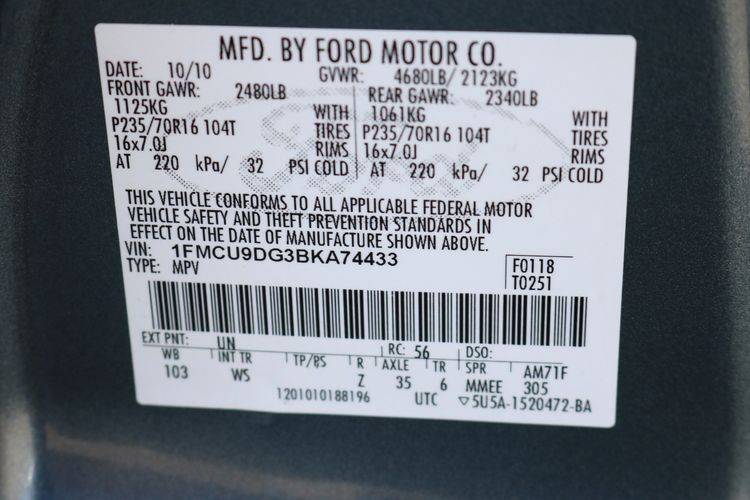 MFD. BY FORD MOTOR CO.
DATE: 10/10 GVWR: 4680LB/ 2123KG
FRONT GAWR: 2480LB REAR GAWR: 2340LB
1125KG WITH 1061KG WITH
P235/70R16 104T TIRES P235/70R16 104T TIRES
16x7.0J RIMS 16x7.0J RIMS
AT 220 kPa/ 32 PSI COLD AT 220 kPa/ 32 PSI COLD
THIS VEHICLE CONFORMS TO ALL APPLICABLE FEDERAL MOTOR
VEHICLE SAFETY AND THEFT PREVENTION STANDARDS IN
EFFECT ON THE DATE OF MANUFACTURE SHOWN ABOVE.
VIN: 1FMCU9DG3BKA74433
TYPE: MPV
F0118
T0251
EXT PNT: UN RC: 56 DSO:
WB INT TR TP/BS R AXLE TR SPR AM71F
103 WS Z 35 6 MMEE 305
1201010188196 UTC ▽5U5A-1520472-BA